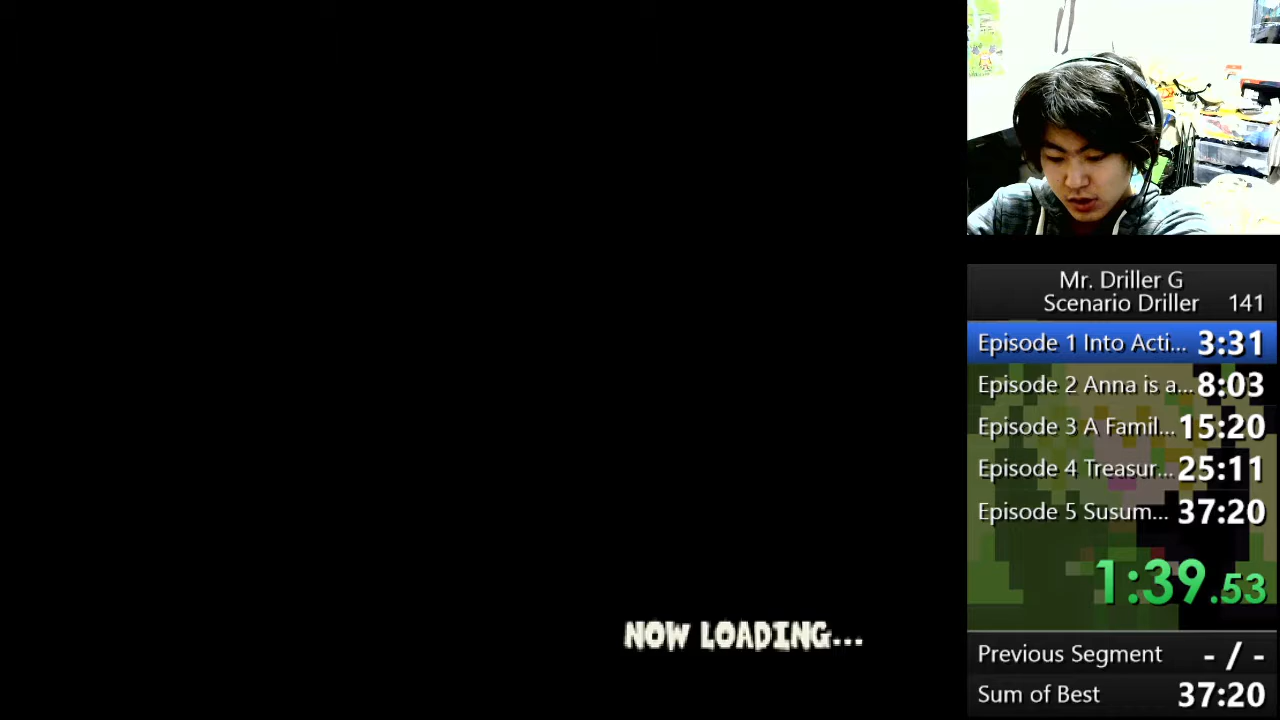 NOW LOADING...
Mr. Driller G
Scenario Driller 141
Episode 1 Into Acti... 3:31
Episode 2 Anna is a... 8:03
Episode 3 A Famil... 15:20
Episode 4 Treasur... 25:11
Episode 5 Susum... 37:20
1:39.53
Previous Segment - / -
Sum of Best 37:20